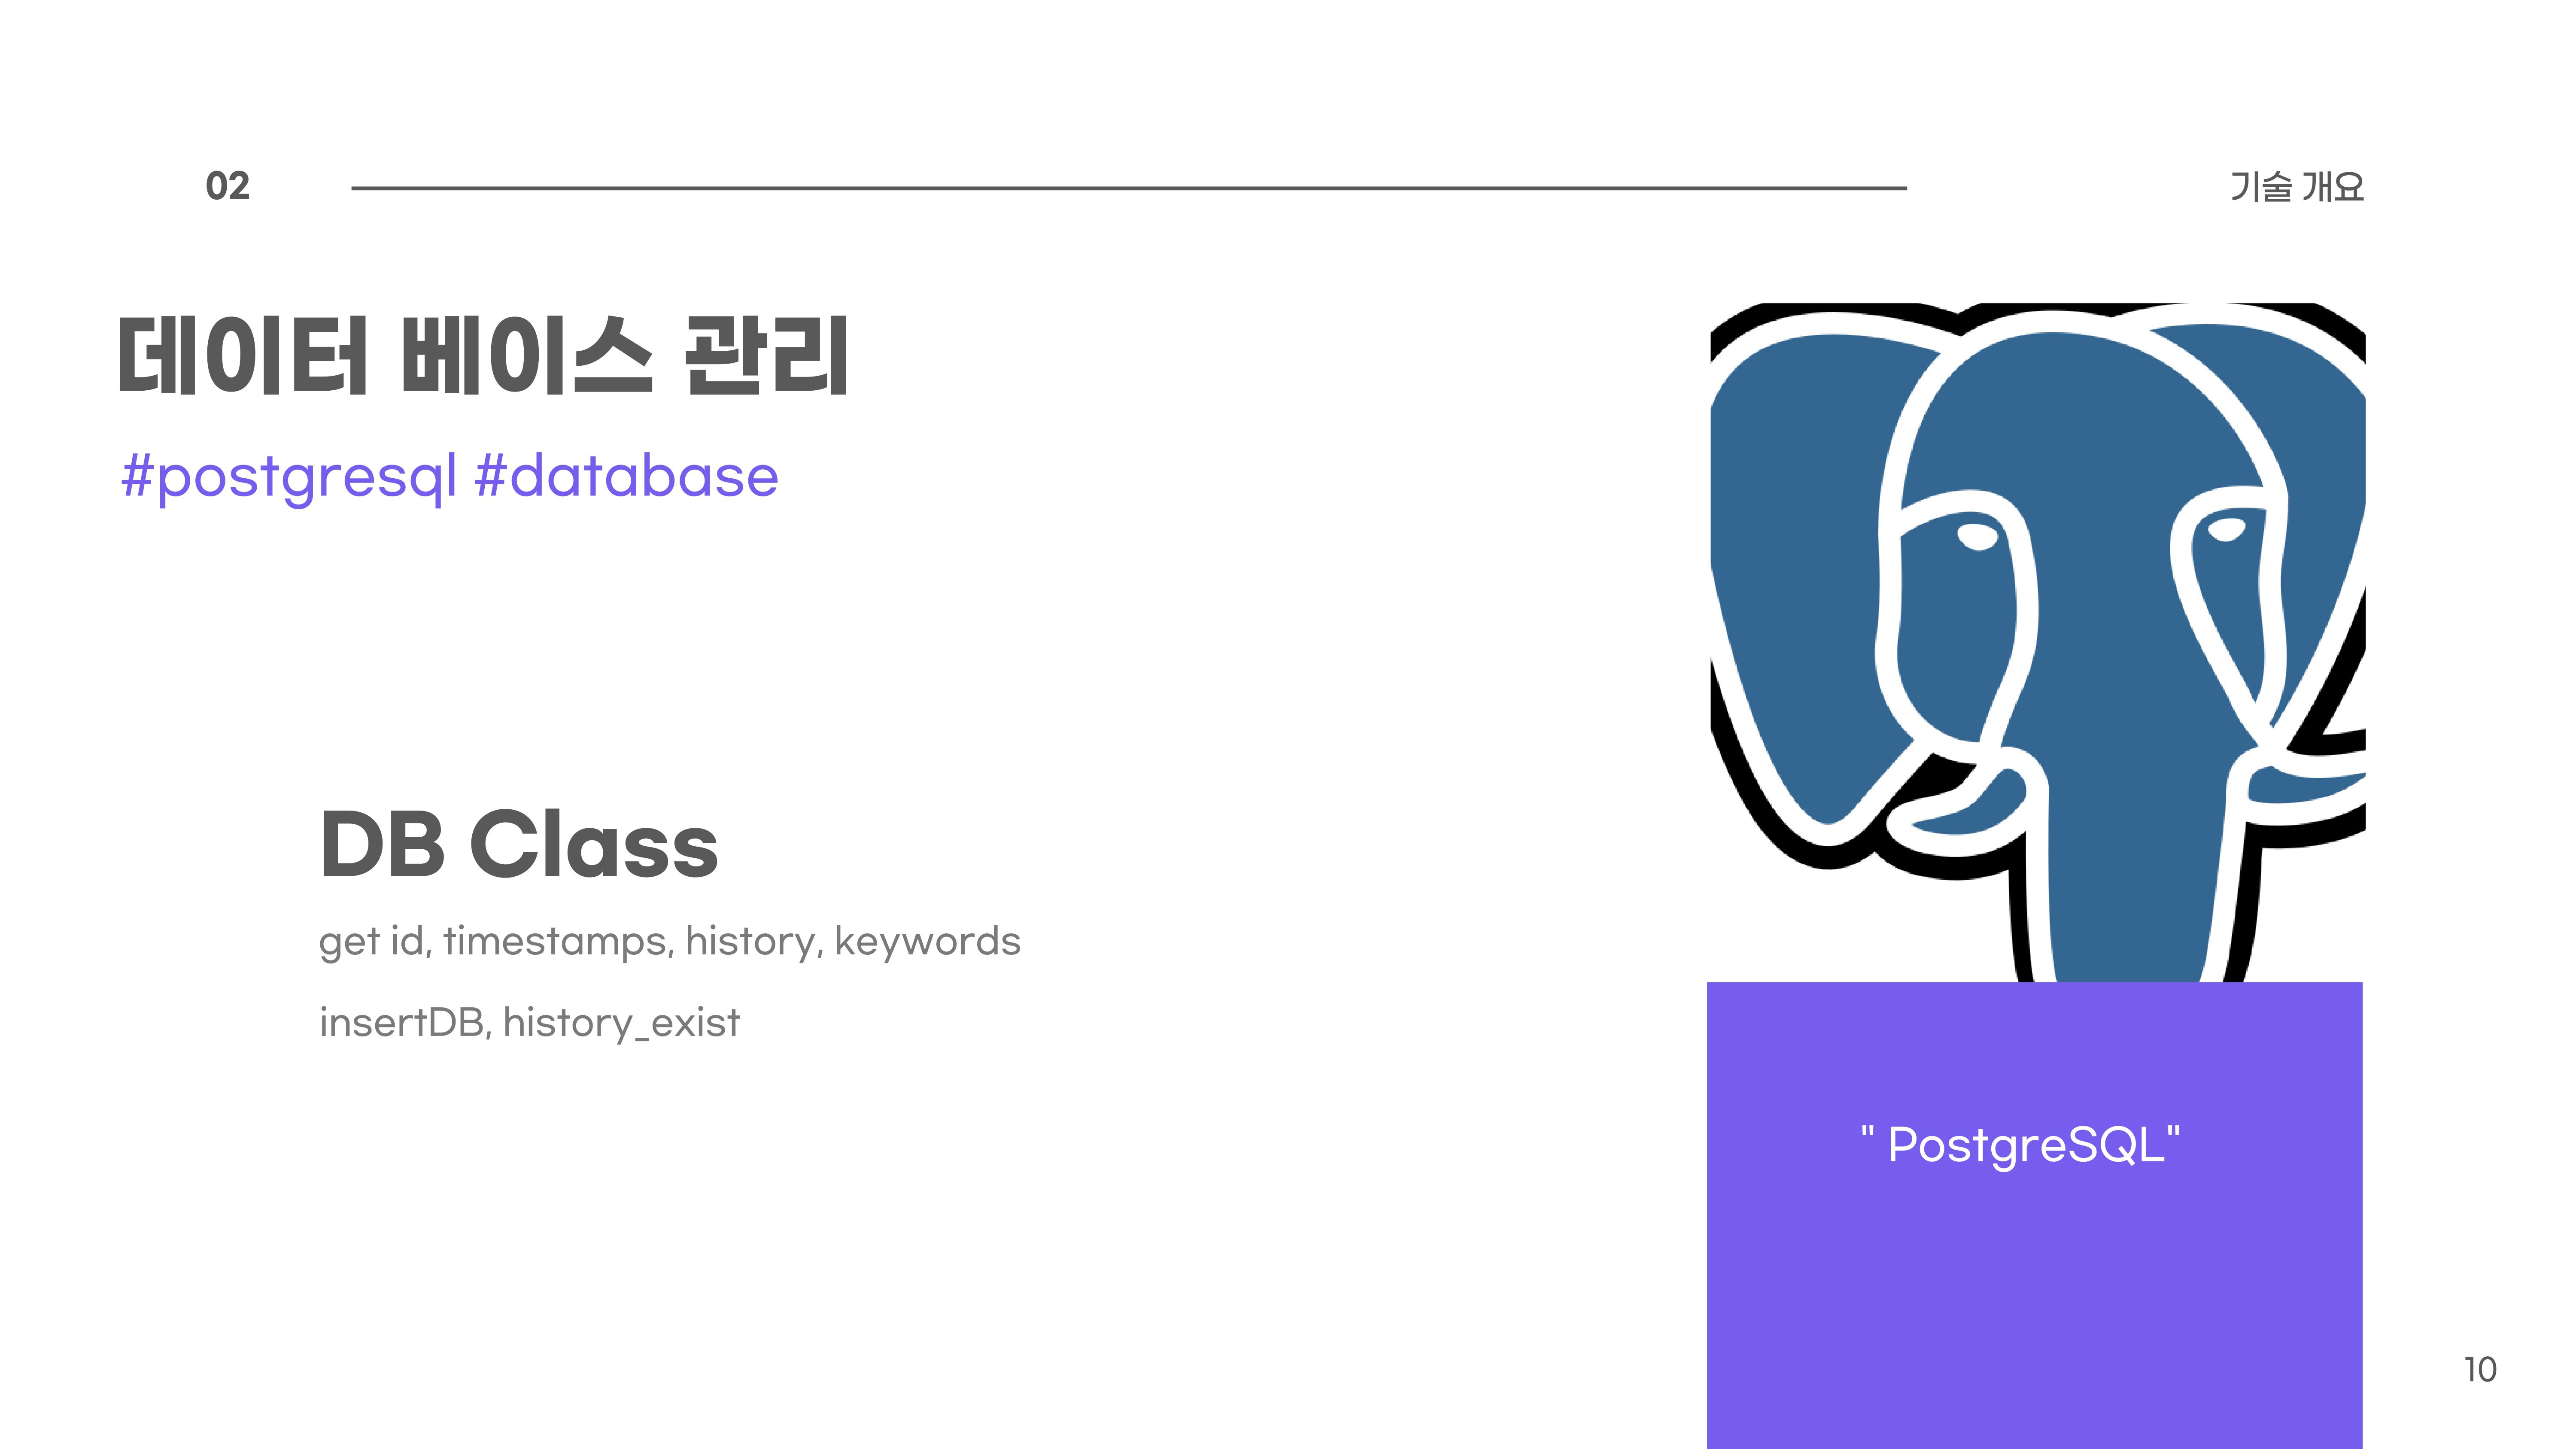 02
기술 개요
데이터 베이스 관리
#postgresql #database
DB Class
get id, timestamps, history, keywords
insertDB, history_exist
" PostgreSQL"
10